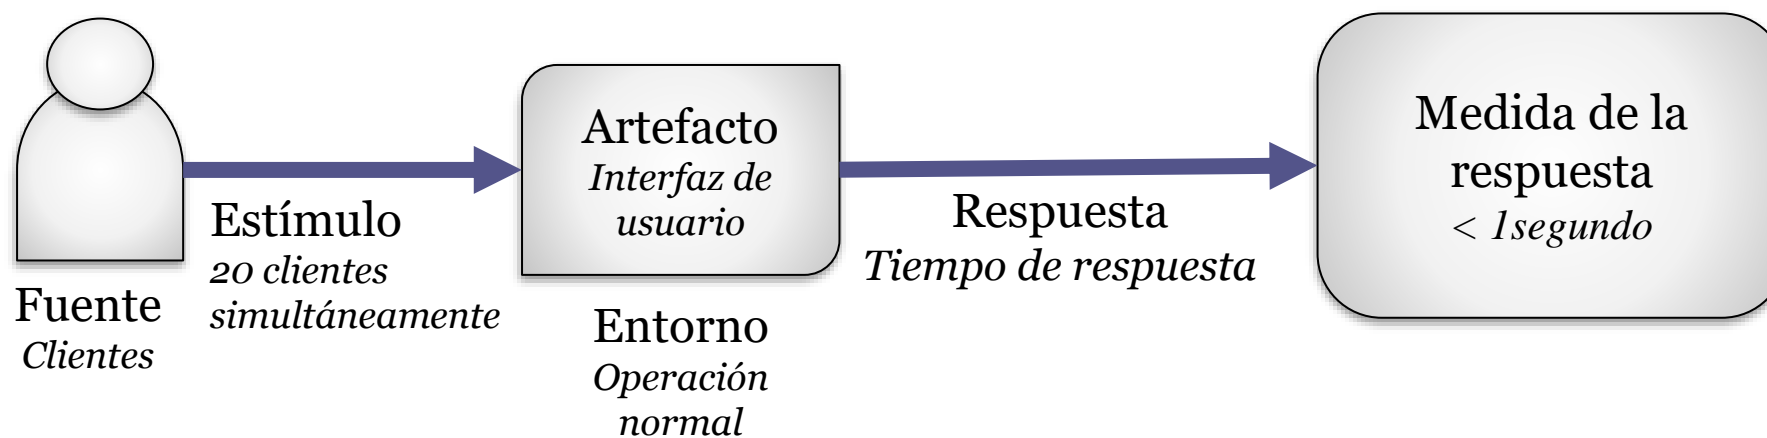 Fuente
Clientes
Estímulo
20 clientes
simultáneamente
Artefacto
Interfaz de
usuario
Entorno
Operación
normal
Respuesta
Tiempo de respuesta
Medida de la
respuesta
< 1segundo